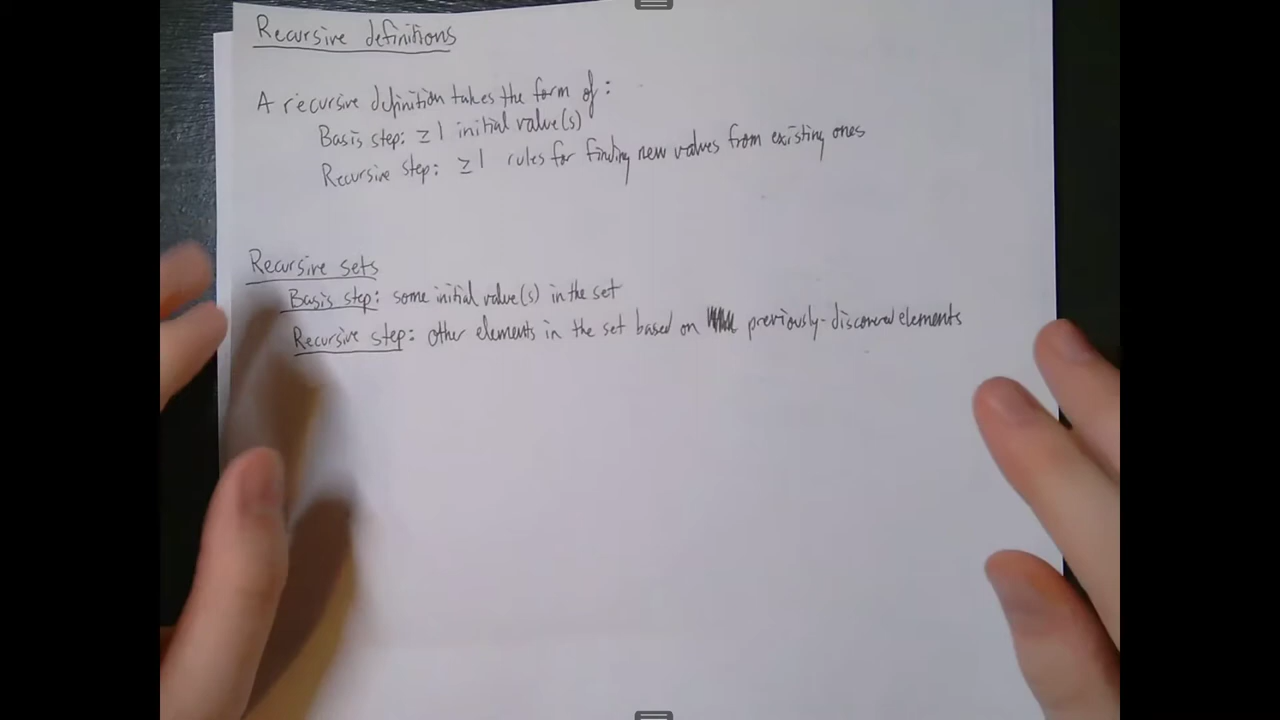 Recursive definitions
A recursive definition takes the form of:
Basis step: ≥1 initial value(s)
Recursive step: ≥1 rules for finding new values from existing ones
Recursive sets
Basis step: some initial value(s) in the set
Recursive step: other elements in the set based on previously-discovered elements